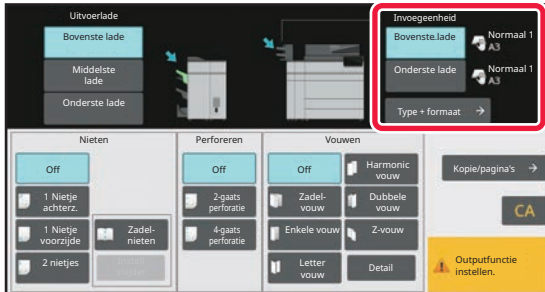 Uitvoerlade
Bovenste lade
Middelste
lade
Onderste lade
Invoegeenheid
Bovenste.lade
Normaal 1
A3
Onderste lade
Normaal 1
A3
Type + formaat
Nieten
Off
1 Nietje
achterz.
1 Nietje
voorzijde
2 nietjes
Zadel-
nieten
Perforeren
Off
2-gaats
perforatie
4-gaats
perforatie
Vouwen
Off
Zadel-
vouw
Enkele vouw
Letter
vouw
Harmonic
vouw
Dubbele
vouw
Z-vouw
Detail
Kopie/pagina's
CA
Outputfunctie
instellen.